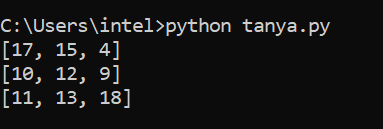 C:\Users\intel>python tanya.py
[17, 15, 4]
[10, 12, 9]
[11, 13, 18]